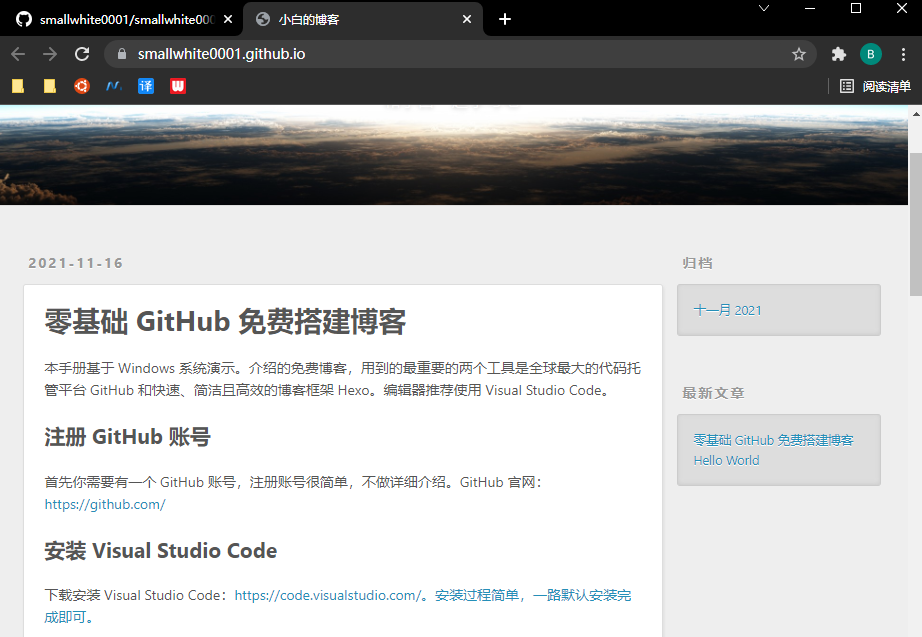 smallwhite0001/smallwhite000
小白的博客
smallwhite0001.github.io
B
译
阅读清单
2021-11-16
零基础 GitHub 免费搭建博客
本手册基于 Windows 系统演示。介绍的免费博客，用到的最重要的两个工具是全球最大的代码托
管平台 GitHub 和快速、简洁且高效的博客框架 Hexo。编辑器推荐使用 Visual Studio Code。
注册 GitHub 账号
首先你需要有一个 GitHub 账号，注册账号很简单，不做详细介绍。GitHub 官网：
https://github.com/
安装 Visual Studio Code
下载安装 Visual Studio Code：https://code.visualstudio.com/。安装过程简单，一路默认安装完
成即可。
归档
十一月 2021
最新文章
零基础 GitHub 免费搭建博客
Hello World